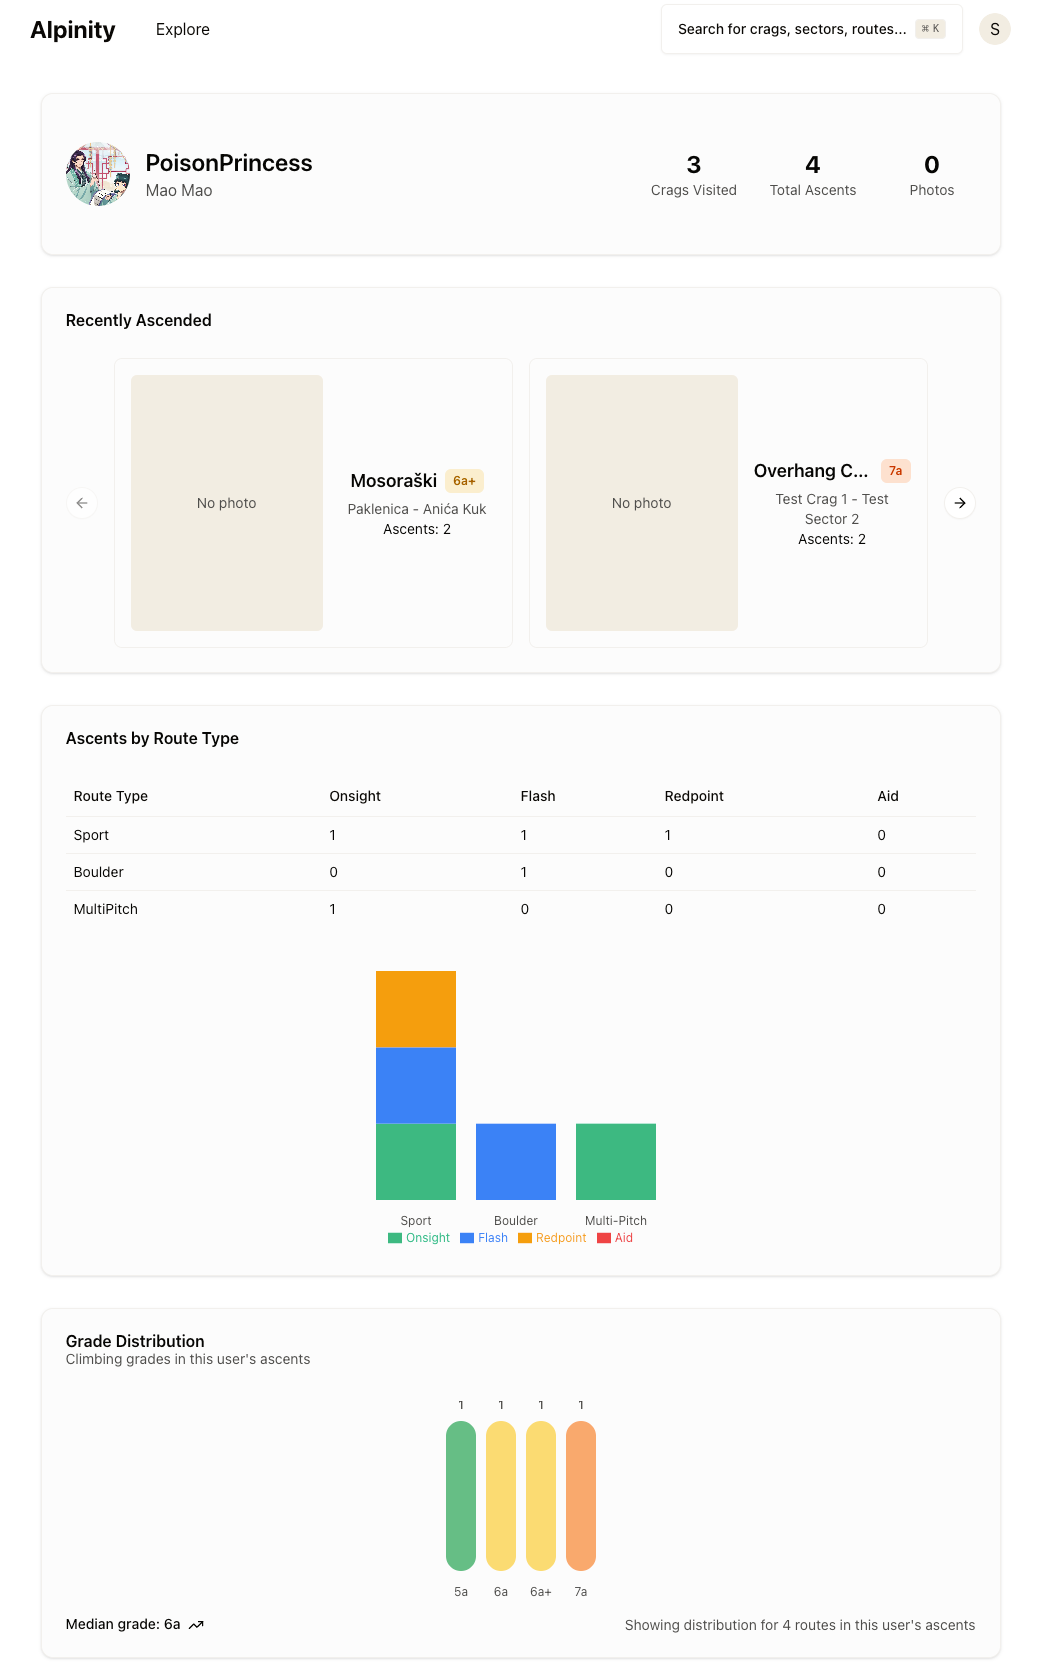 Alpinity
Explore
Search for crags, sectors, routes...
⌘ K
S
PoisonPrincess
Mao Mao
3
Crags Visited
4
Total Ascents
0
Photos
Recently Ascended
No photo
Mosoraški
6a+
Paklenica - Anića Kuk
Ascents: 2
No photo
Overhang C...
7a
Test Crag 1 - Test
Sector 2
Ascents: 2
Ascents by Route Type
Route Type Onsight Flash Redpoint Aid
Sport 1 1 1 0
Boulder 0 1 0 0
MultiPitch 1 0 0 0
Sport Boulder Multi-Pitch
Onsight Flash Redpoint Aid
Grade Distribution
Climbing grades in this user's ascents
1 1 1 1
5a 6a 6a+ 7a
Median grade: 6a
Showing distribution for 4 routes in this user's ascents